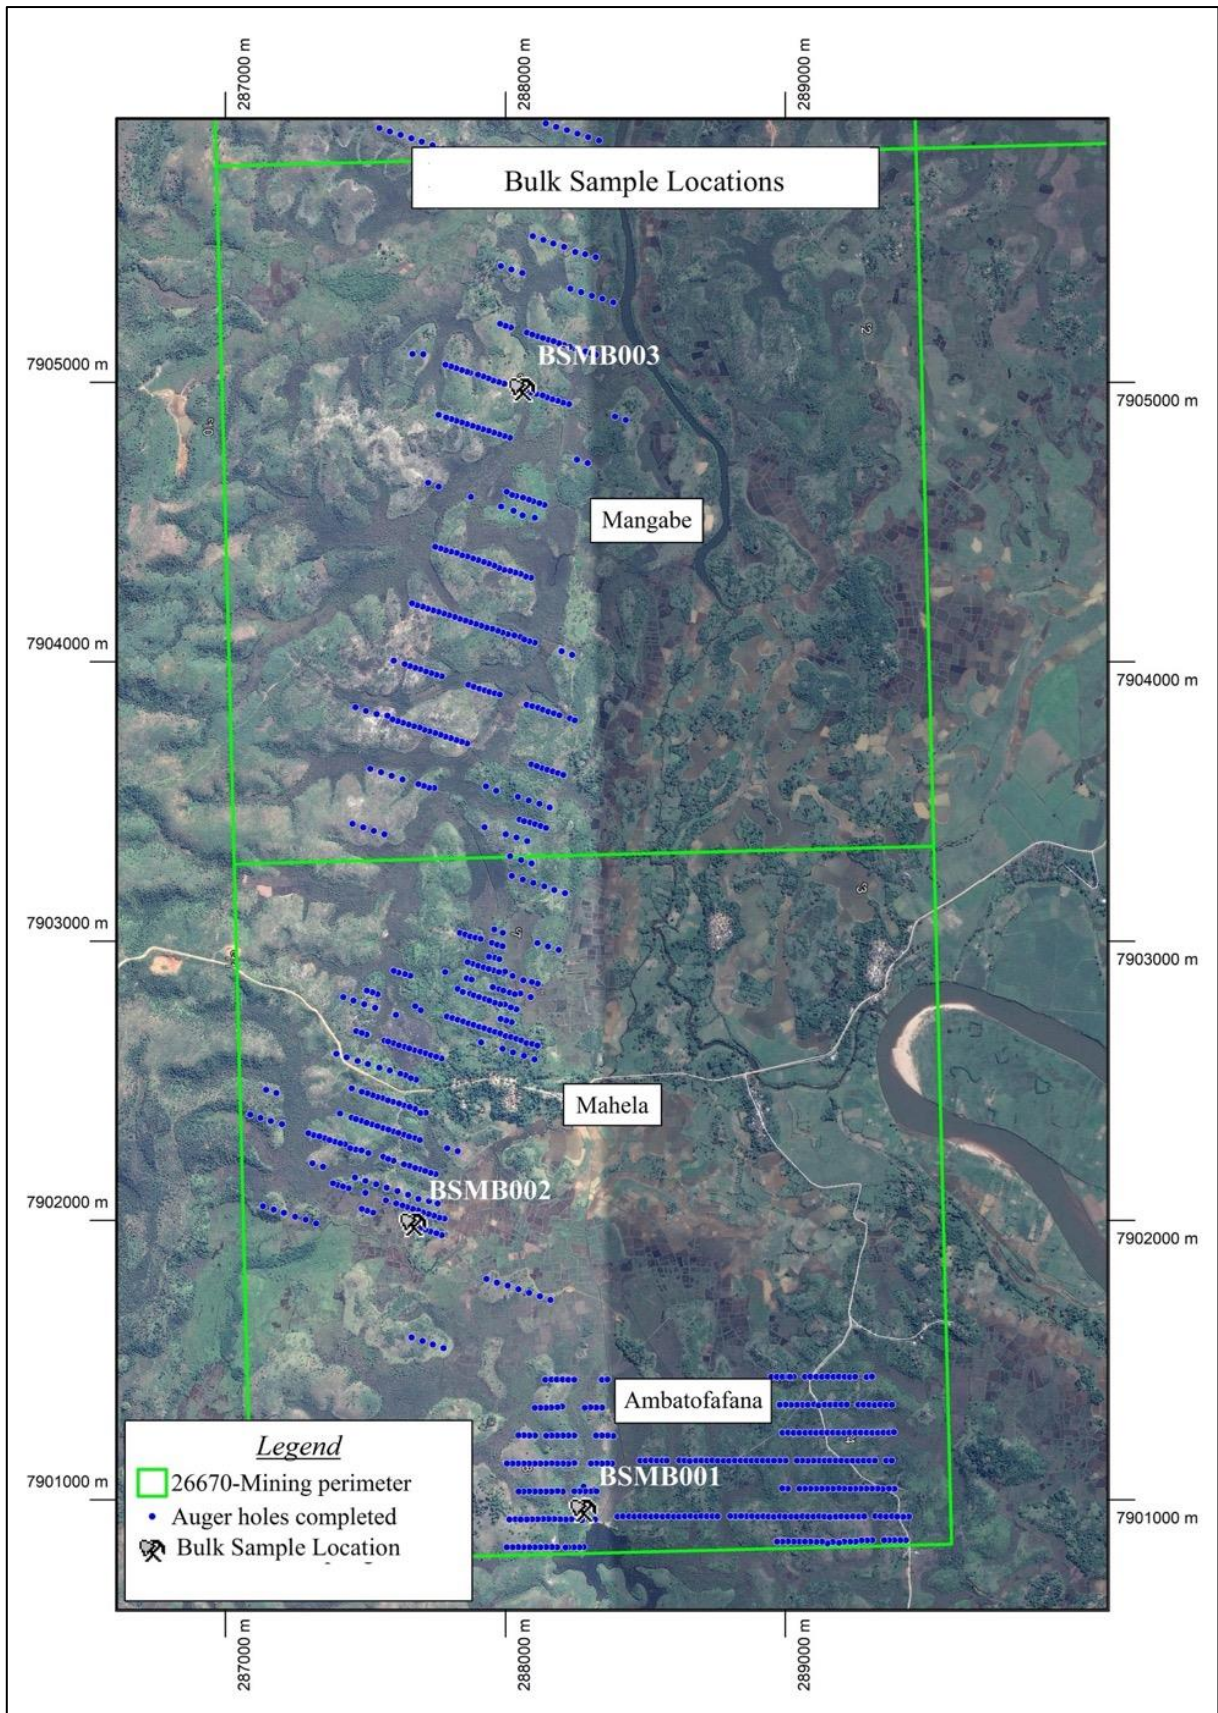 287000 m
288000 m
289000 m
Bulk Sample Locations
BSMB003
7905000 m
7905000 m
Mangabe
7904000 m
7904000 m
7903000 m
7903000 m
Mahela
BSMB002
7902000 m
7902000 m
Ambatofafana
Legend
26670-Mining perimeter
Auger holes completed
Bulk Sample Location
BSMB001
7901000 m
7901000 m
287000 m
288000 m
289000 m